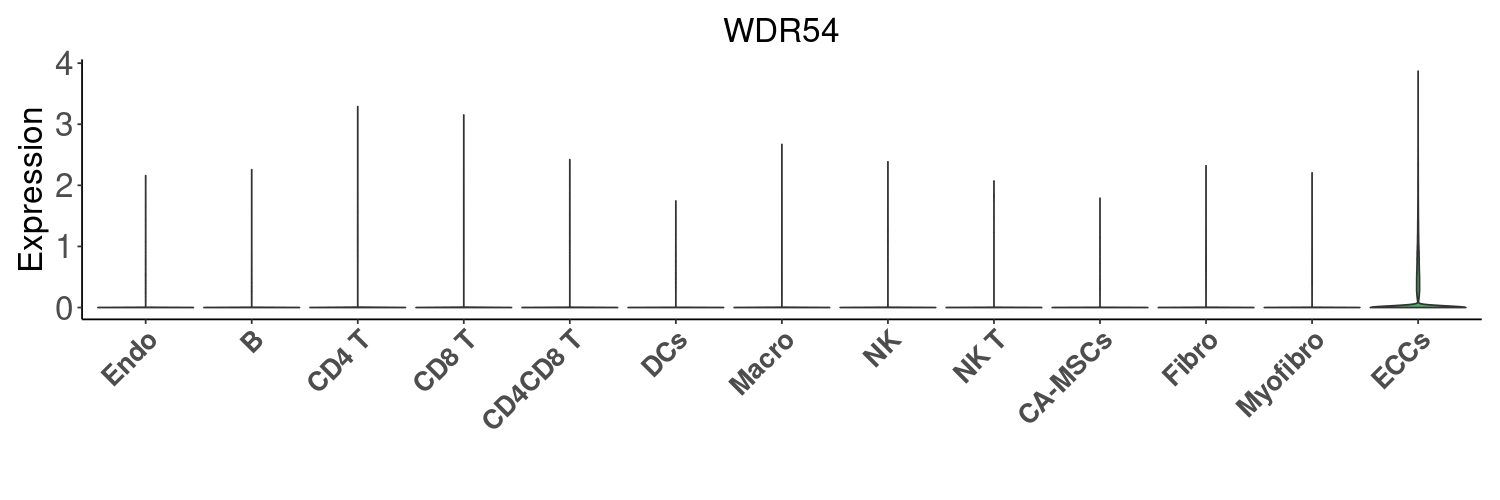 WDR54
Expression
4
3
2
1
0
Endo
B
CD4 T
CD8 T
CD4CD8 T
DCs
Macro
NK
NK T
CA-MSCs
Fibro
Myofibro
ECCs